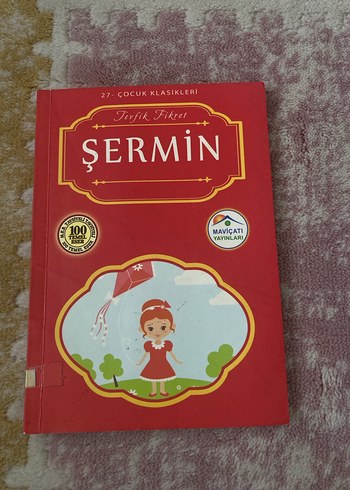 27- ÇOCUK KLASİKLERİ
Tevfik Fikret
ŞERMİN
100
TEMEL
ESER
MAVİÇATI
YAYINLARI